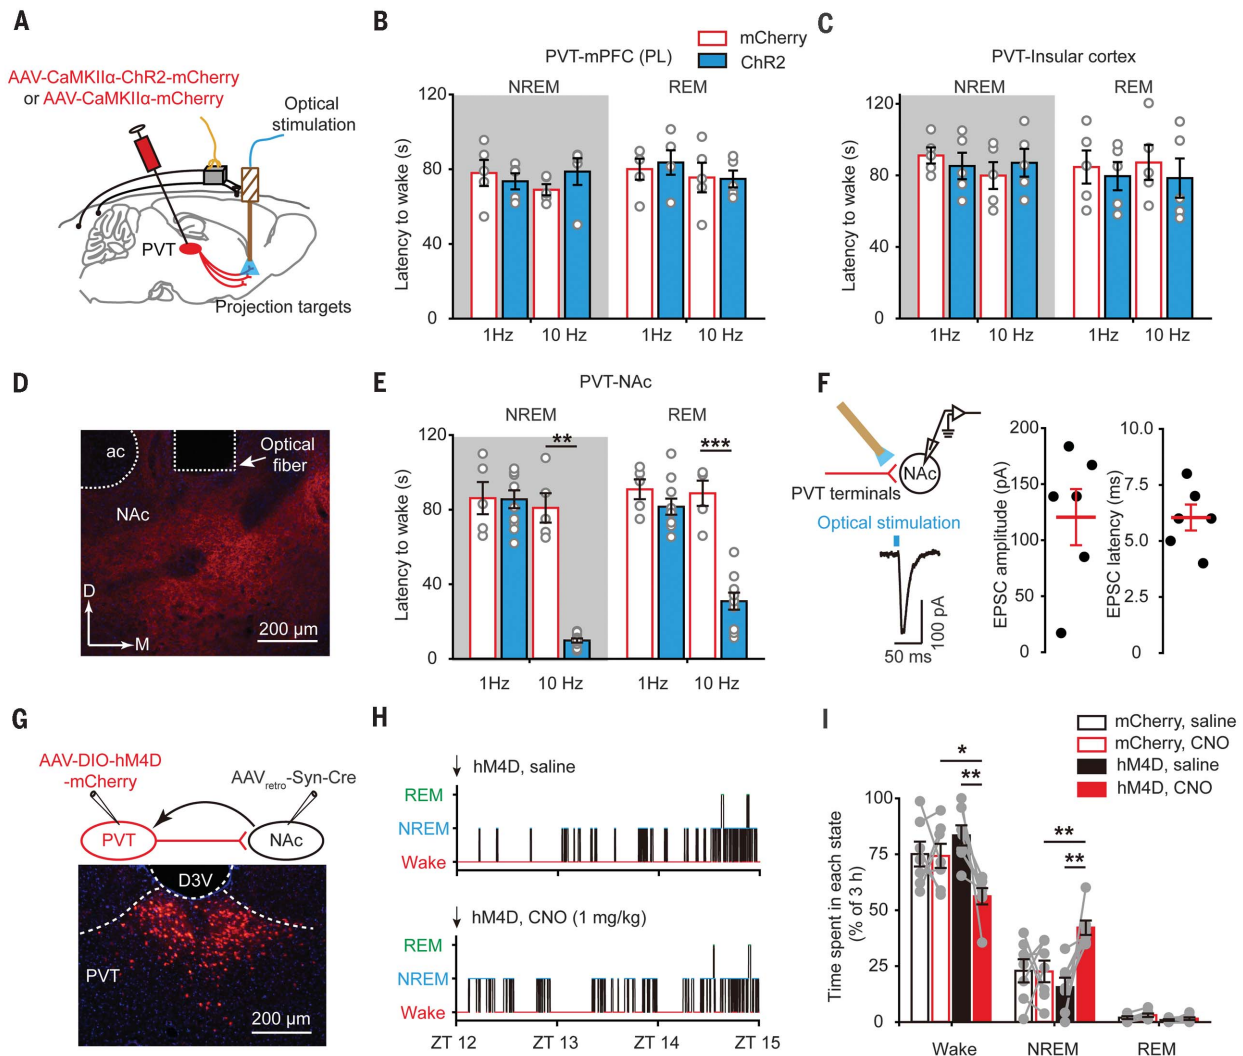 A
AAV-CaMKIIα-ChR2-mCherry
or AAV-CaMKIIα-mCherry
Optical
stimulation
PVT
Projection targets
B
PVT-mPFC (PL)
mCherry
ChR2
NREM
REM
Latency to wake (s)
120
80
40
0
1Hz
10 Hz
1Hz
10 Hz
C
PVT-Insular cortex
NREM
REM
Latency to wake (s)
120
80
40
0
1Hz
10 Hz
1Hz
10 Hz
D
ac
Optical
fiber
NAc
D
M
200 µm
E
PVT-NAc
NREM
REM
**
***
Latency to wake (s)
120
80
40
0
1Hz
10 Hz
1Hz
10 Hz
F
NAc
PVT terminals
Optical stimulation
100 pA
50 ms
EPSC amplitude (pA)
200
150
100
50
0
EPSC latency (ms)
10.0
7.5
5.0
2.5
0
G
AAV-DIO-hM4D
-mCherry
AAVretro-Syn-Cre
PVT
NAc
D3V
PVT
200 µm
H
hM4D, saline
REM
NREM
Wake
hM4D, CNO (1 mg/kg)
REM
NREM
Wake
ZT 12
ZT 13
ZT 14
ZT 15
I
mCherry, saline
mCherry, CNO
hM4D, saline
hM4D, CNO
*
**
**
**
Time spent in each state
(% of 3 h)
100
75
50
25
0
Wake
NREM
REM